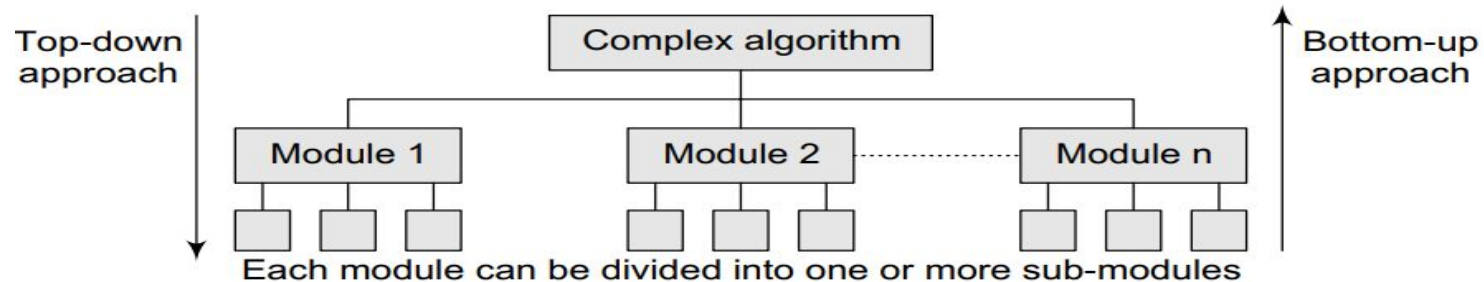 Top-down
approach
Complex algorithm
Bottom-up
approach
Module 1
Module 2
Module n
Each module can be divided into one or more sub-modules